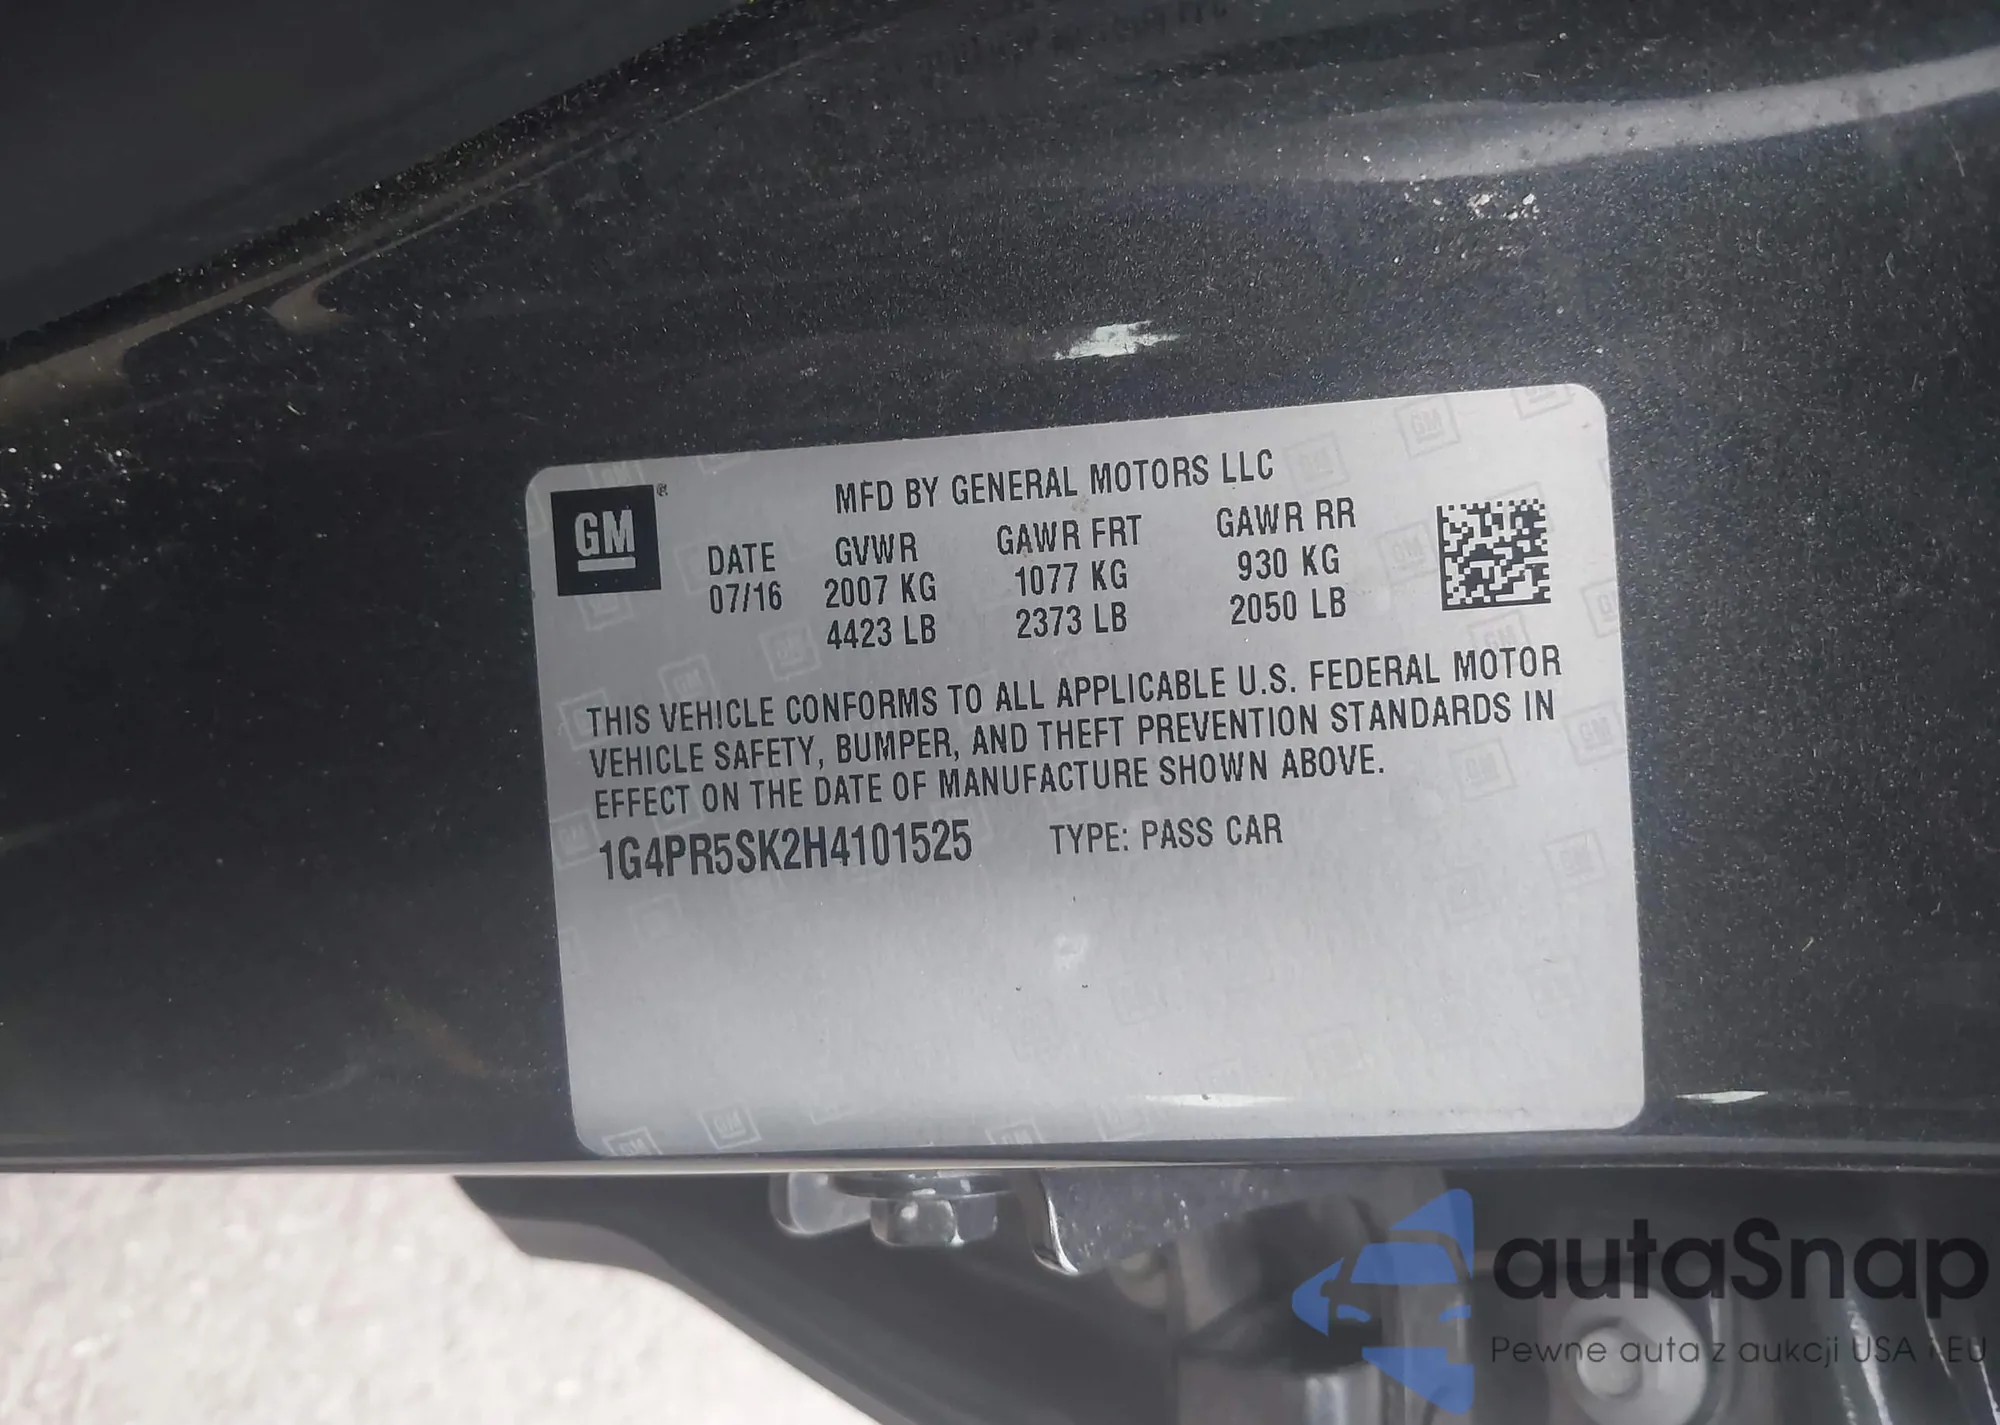 GM
MFD BY GENERAL MOTORS LLC
DATE GVWR GAWR FRT GAWR RR
07/16 2007 KG 1077 KG 930 KG
4423 LB 2373 LB 2050 LB
THIS VEHICLE CONFORMS TO ALL APPLICABLE U.S. FEDERAL MOTOR
VEHICLE SAFETY, BUMPER, AND THEFT PREVENTION STANDARDS IN
EFFECT ON THE DATE OF MANUFACTURE SHOWN ABOVE.
1G4PR5SK2H4101525 TYPE: PASS CAR
autaSnap
Pewne auta z aukcji USA i EU